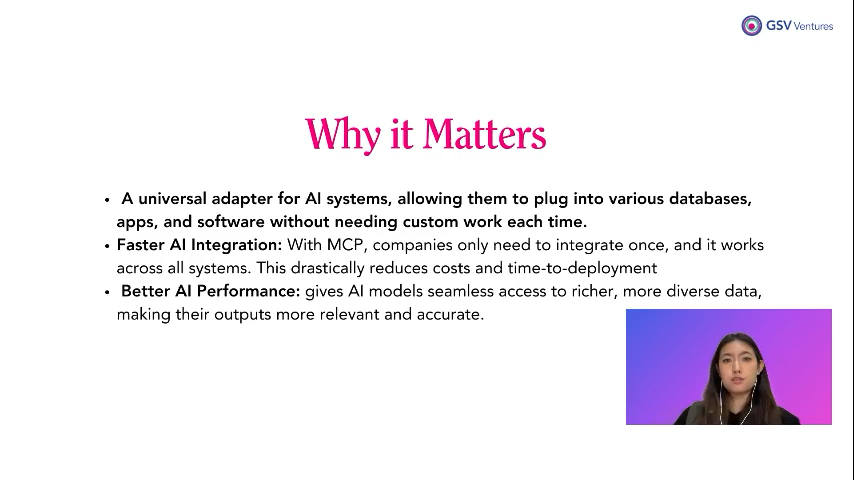 GSV Ventures
Why it Matters
• A universal adapter for AI systems, allowing them to plug into various databases,
apps, and software without needing custom work each time.
• Faster AI Integration: With MCP, companies only need to integrate once, and it works
across all systems. This drastically reduces costs and time-to-deployment
• Better AI Performance: gives AI models seamless access to richer, more diverse data,
making their outputs more relevant and accurate.